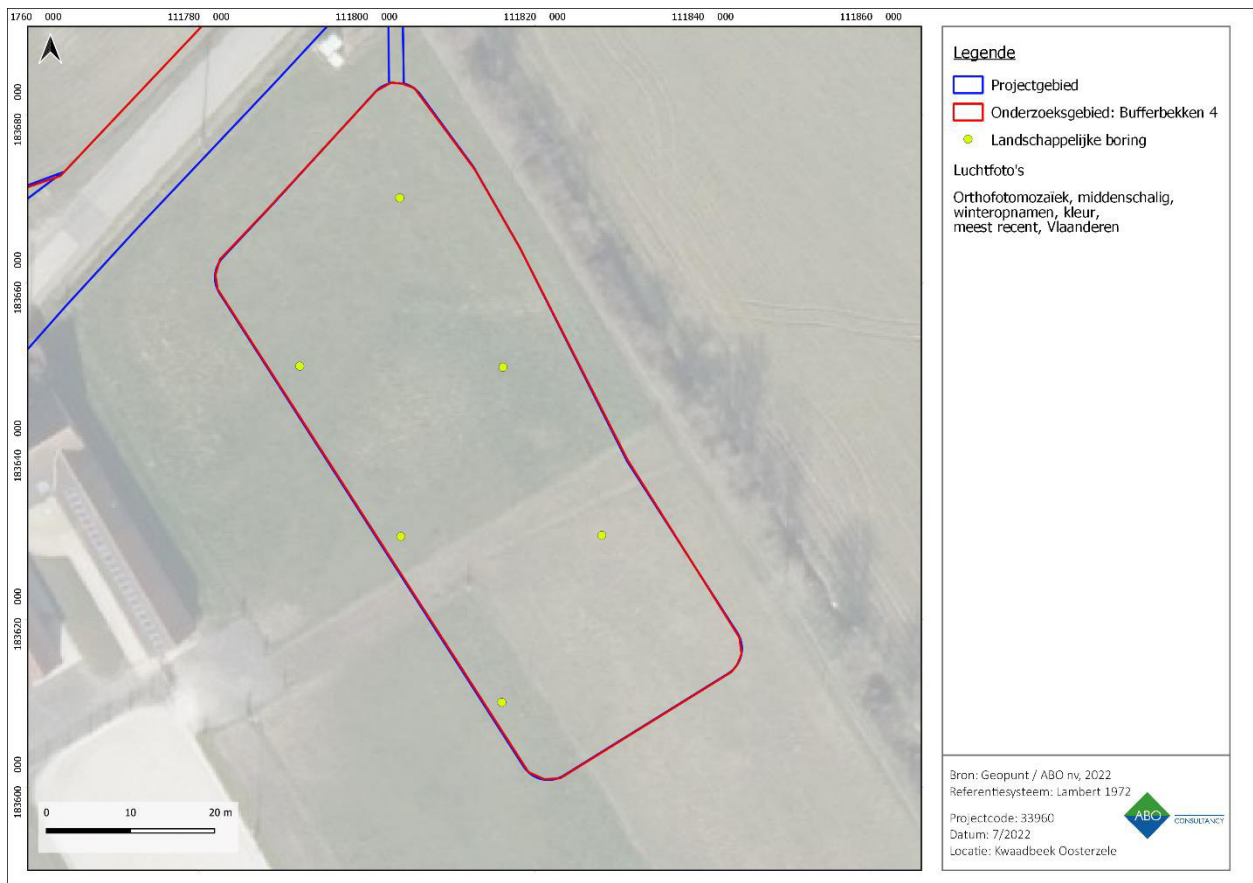 1760 000 111780 000 111800 000 111820 000 111840 000 111860 000
183680 000
183660 000
183640 000
183620 000
183600 000
0 10 20 m
Legende
Projectgebied
Onderzoeksgebied: Bufferbekken 4
Landschappelijke boring
Luchtfoto's
Orthofotomozaïek, middenschalig,
winteropnamen, kleur,
meest recent, Vlaanderen
Bron: Geopunt / ABO nv, 2022
Referentiesysteem: Lambert 1972
Projectcode: 33960
Datum: 7/2022
Locatie: Kwaadbeek Oosterzele
ABO CONSULTANCY